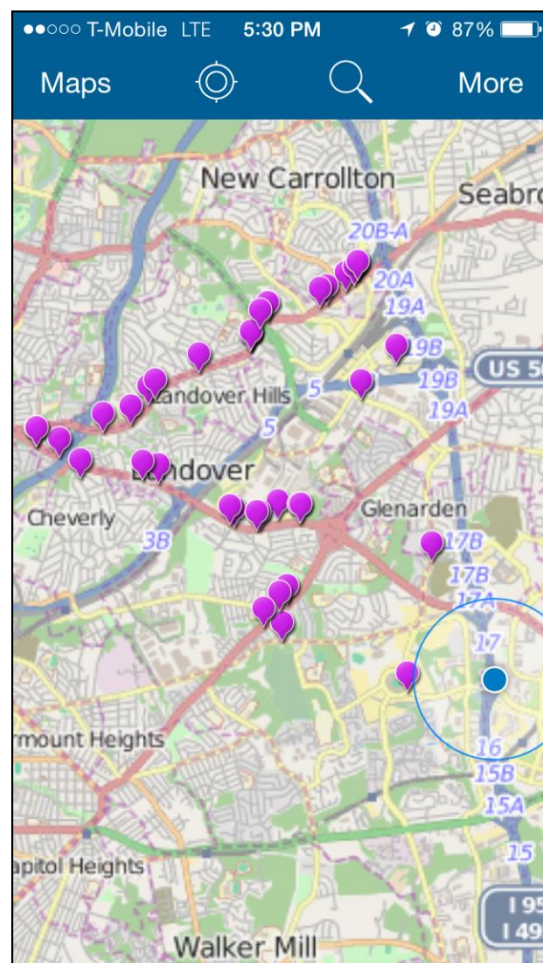 T-Mobile LTE 5:30 PM 87%
Maps More
New Carrollton
Seabro
20B-A
20A
19A
19B
US 50
5
19B
Landover Hills
19A
5
Landover
Glenarden
Cheverly
3B
17B
17B
17A
17
rmount Heights
16
15B
15A
15
apitol Heights
I 95
I 49
Walker Mill